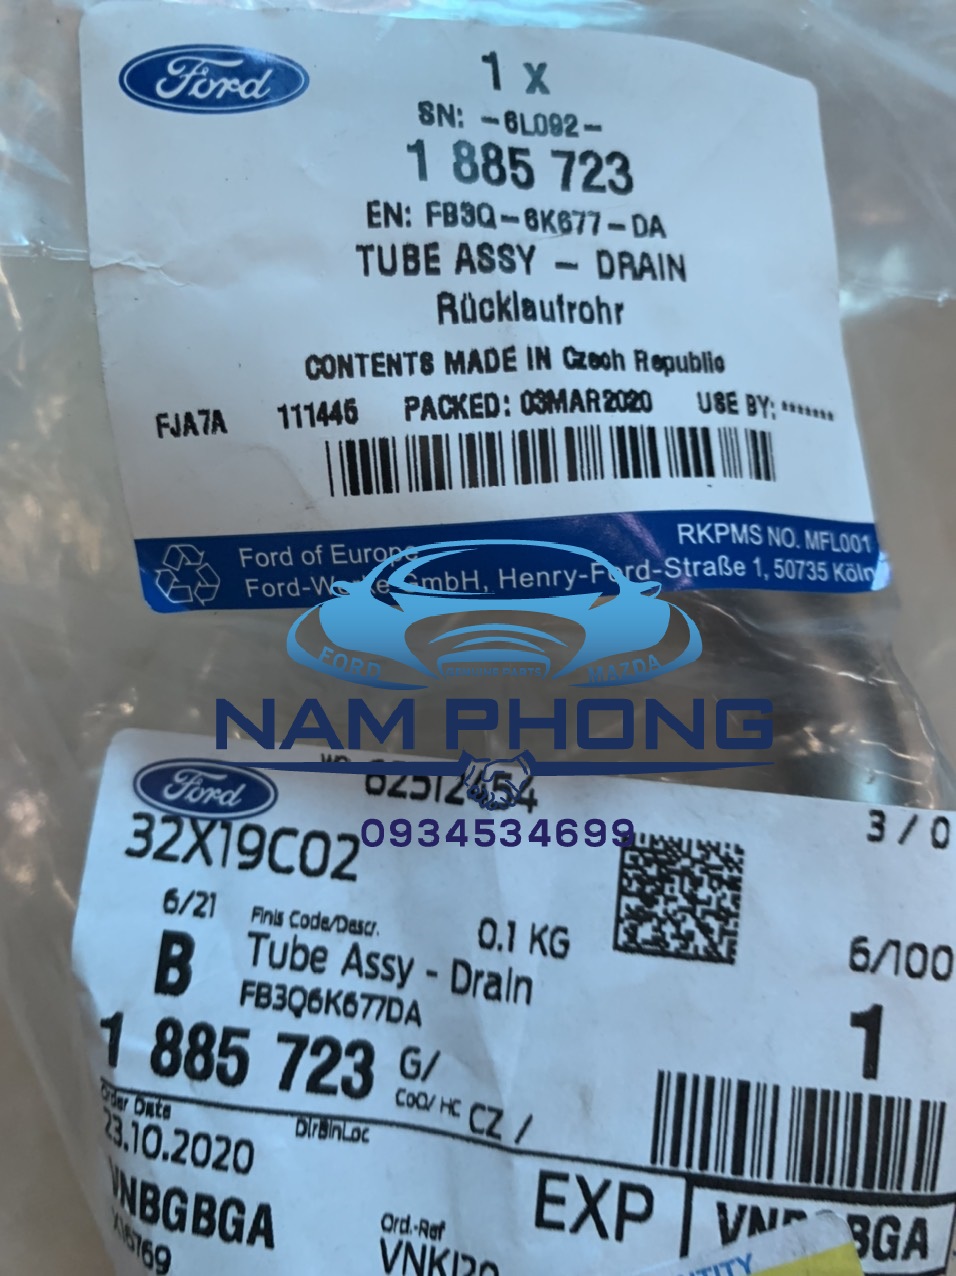 Ford
1 x
SN: -6L092-
1 885 723
EN: FB3Q-6K677-DA
TUBE ASSY - DRAIN
Rücklaufrohr
CONTENTS MADE IN Czech Republic
FJA7A 111446 PACKED: 03MAR2020 USE BY: *******
RKPMS NO. MFL001
Ford of Europe
GmbH, Henry-Ford-Straße 1, 50735 Köln
FORD MAZDA
NAM PHONG
0934534699
Ford
32X19C02
3 / 0
6/21
Finis Code/Descr.
0.1 KG
6/100
B
Tube Assy - Drain
FB3Q6K677DA
1
1 885 723
G/
CoO/ HC CZ /
Order Date
DirBinLoc
23.10.2020
VNBGBGA
EXP
Ord.-Ref